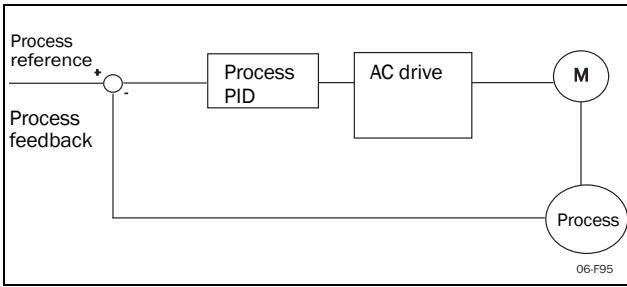 Process
reference
+
-
Process
feedback
Process
PID
AC drive
M
Process
06-F95